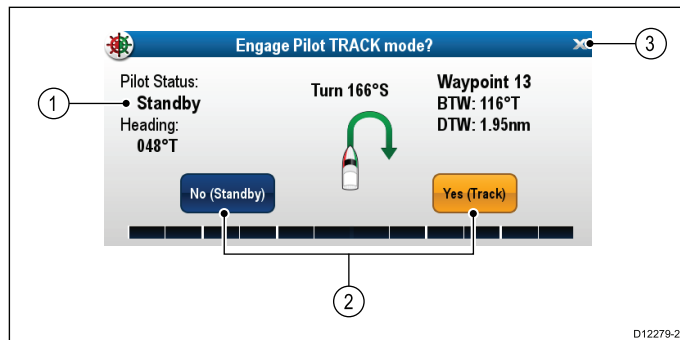 Engage Pilot TRACK mode?
X
3
Pilot Status:
Standby
Heading:
048°T
1
Turn 166°S
Waypoint 13
BTW: 116°T
DTW: 1.95nm
No (Standby)
Yes (Track)
2
D12279-2